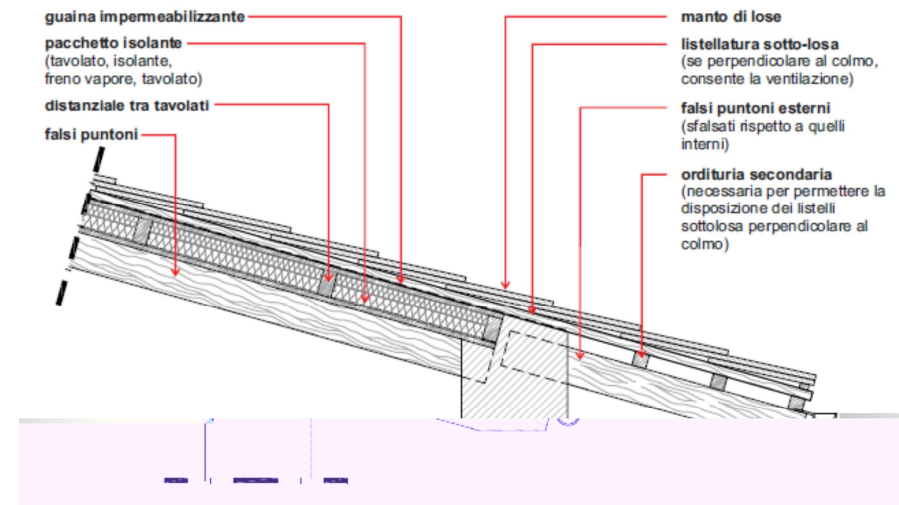 guaina impermeabilizzante
pacchetto isolante
(tavolato, isolante,
freno vapore, tavolato)
distanziale tra tavolati
falsi puntoni
manto di lose
listellatura sotto-losa
(se perpendicolare al colmo,
consente la ventilazione)
falsi puntoni esterni
(sfalsati rispetto a quelli
interni)
ordituria secondaria
(necessaria per permettere la
disposizione dei listelli
sottolosa perpendicolare al
colmo)